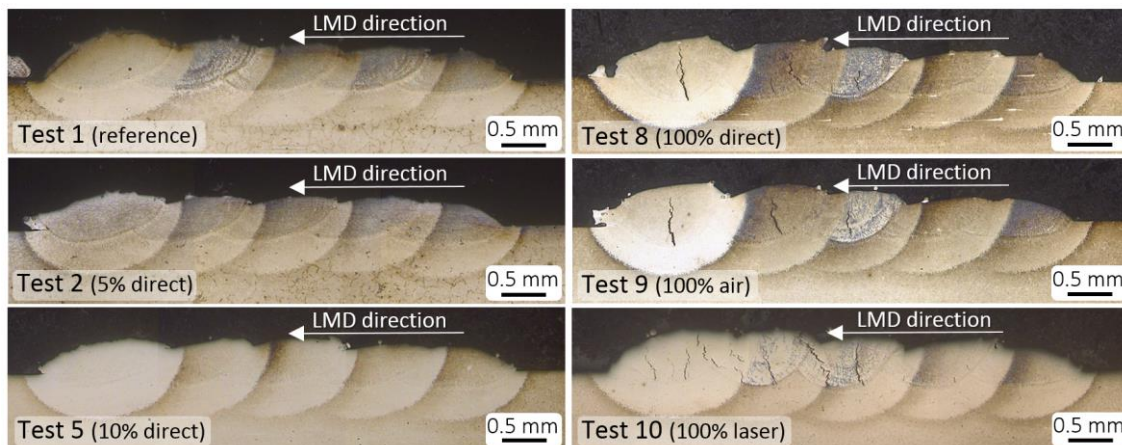 LMD direction
Test 1 (reference)
0.5 mm
LMD direction
Test 8 (100% direct)
0.5 mm
LMD direction
Test 2 (5% direct)
0.5 mm
LMD direction
Test 9 (100% air)
0.5 mm
LMD direction
Test 5 (10% direct)
0.5 mm
LMD direction
Test 10 (100% laser)
0.5 mm